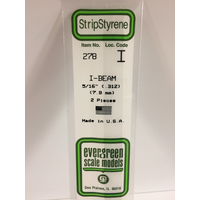 StripStyrene
Item No. Loc. Code
278 I
I-BEAM
5/16" (.312)
(7.9 mm)
2 Pieces
Made in U.S.A.
evergreen
scale models
Des Plaines, IL 60018